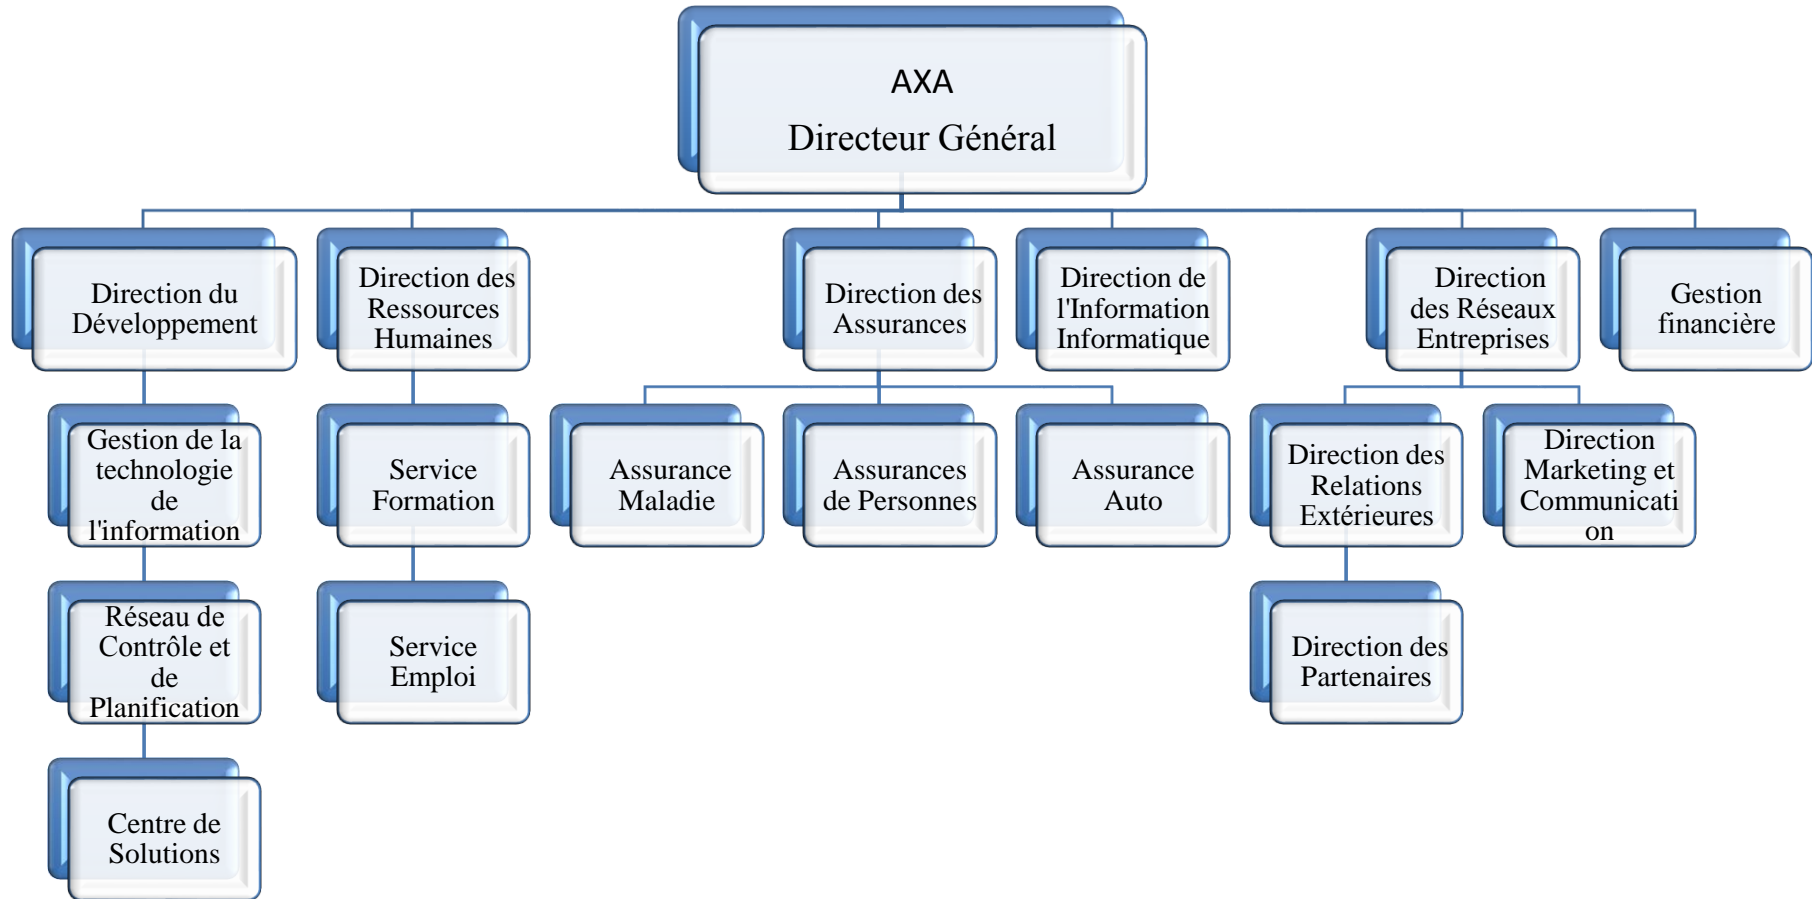 AXA
Directeur Général
Direction du
Développement
Direction des
Ressources
Humaines
Direction des
Assurances
Direction de
l'Information
Informatique
Direction
des Réseaux
Entreprises
Gestion
financière
Gestion de la
technologie
de
l'information
Service
Formation
Assurance
Maladie
Assurances
de Personnes
Assurance
Auto
Direction des
Relations
Extérieures
Direction
Marketing et
Communicati
on
Réseau de
Contrôle et
de
Planification
Service
Emploi
Direction des
Partenaires
Centre de
Solutions